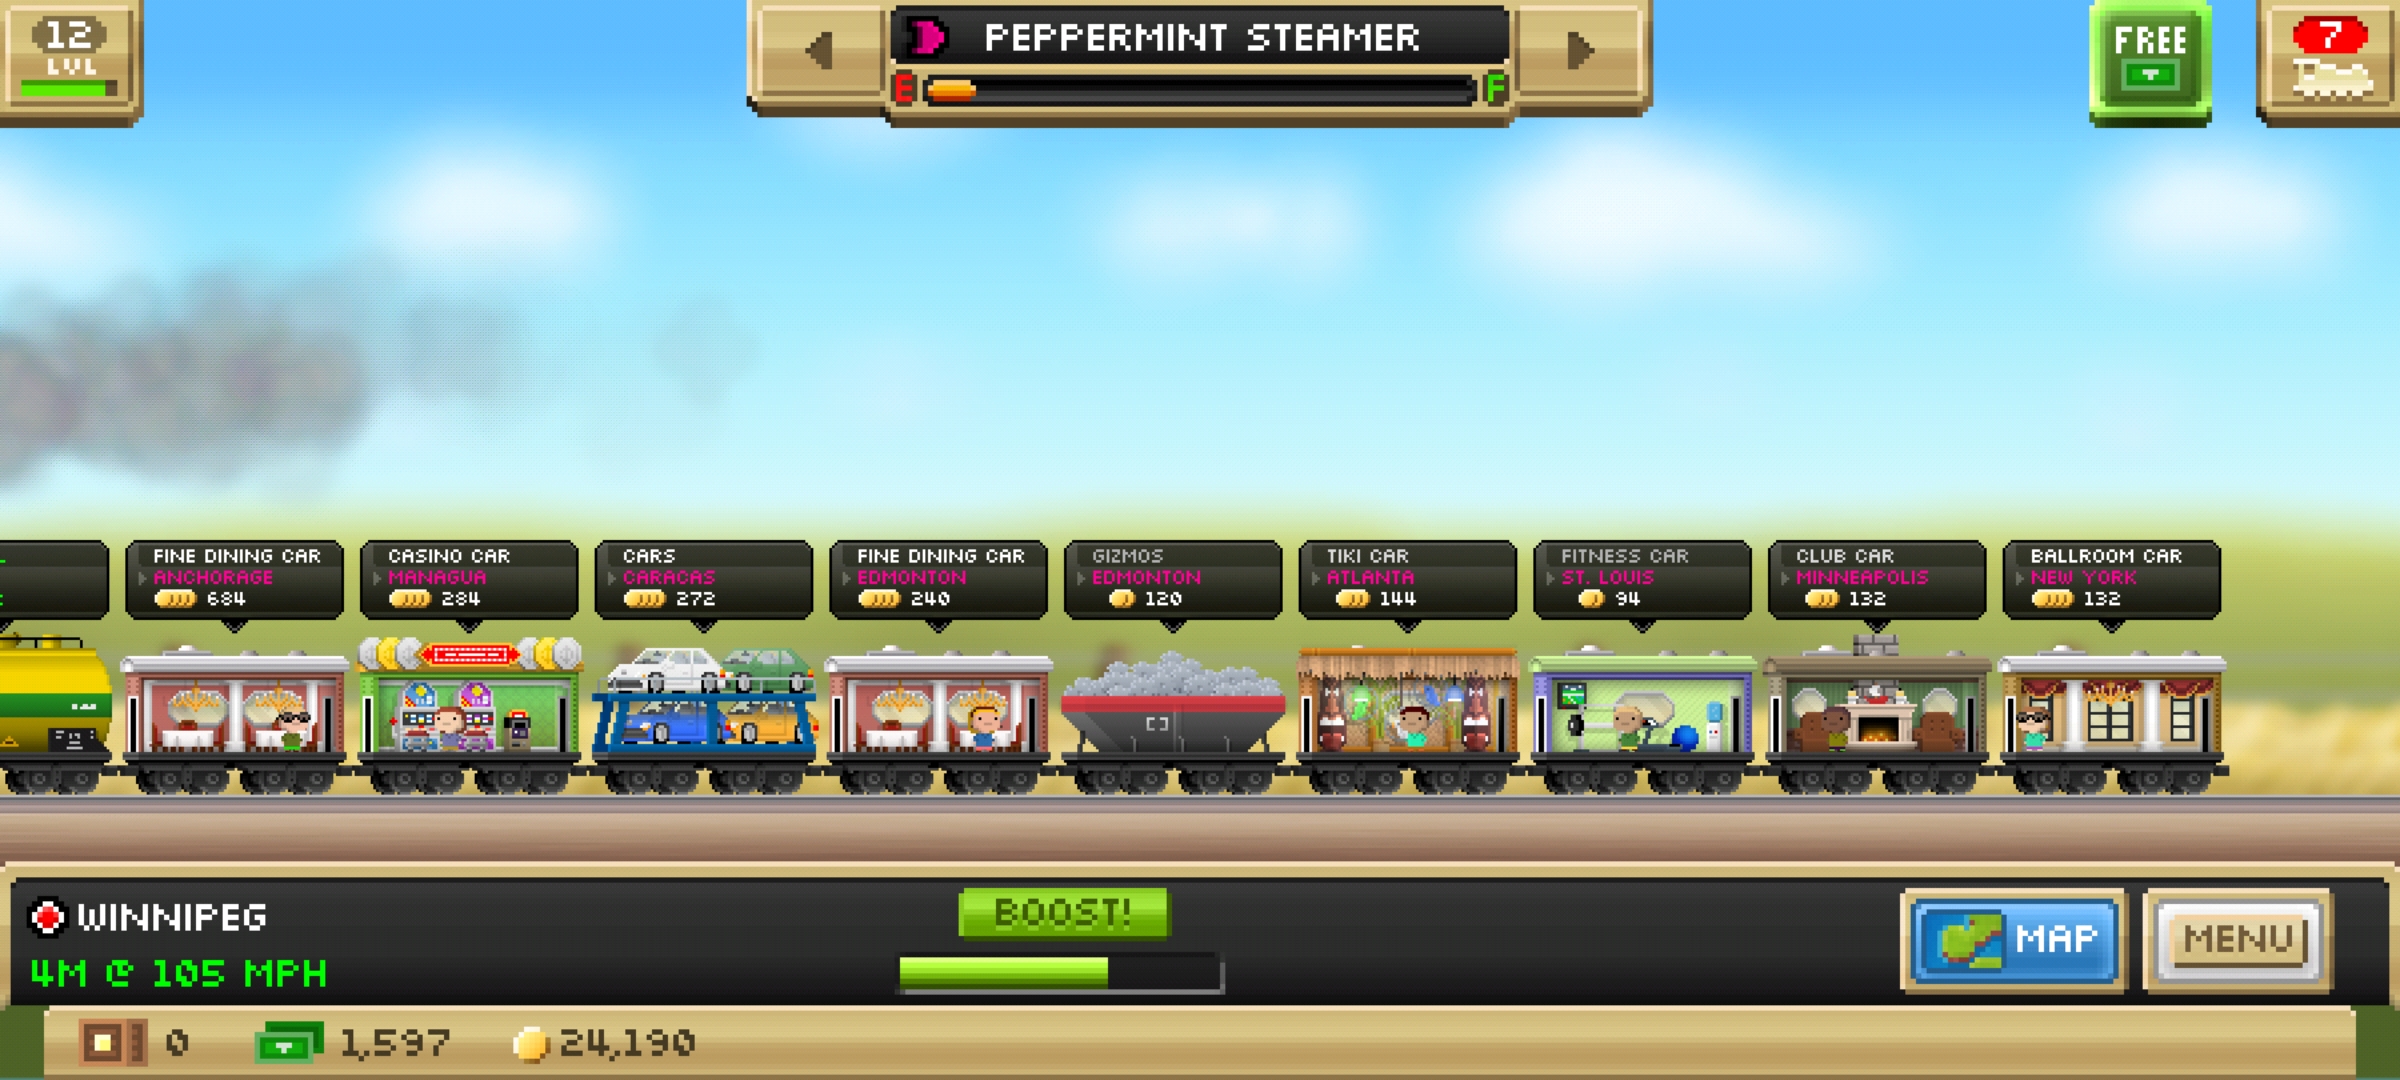 12
LVL
PEPPERMINT STEAMER
E
F
FREE
7
FINE DINING CAR
ANCHORAGE
684
CASINO CAR
MANAGUA
284
CARS
CARACAS
272
FINE DINING CAR
EDMONTON
240
GIZMOS
EDMONTON
120
TIKI CAR
ATLANTA
144
FITNESS CAR
ST. LOUIS
94
CLUB CAR
MINNEAPOLIS
132
BALLROOM CAR
NEW YORK
132
WINNIPEG
4M @ 105 MPH
BOOST!
MAP
MENU
0
1,597
24,190